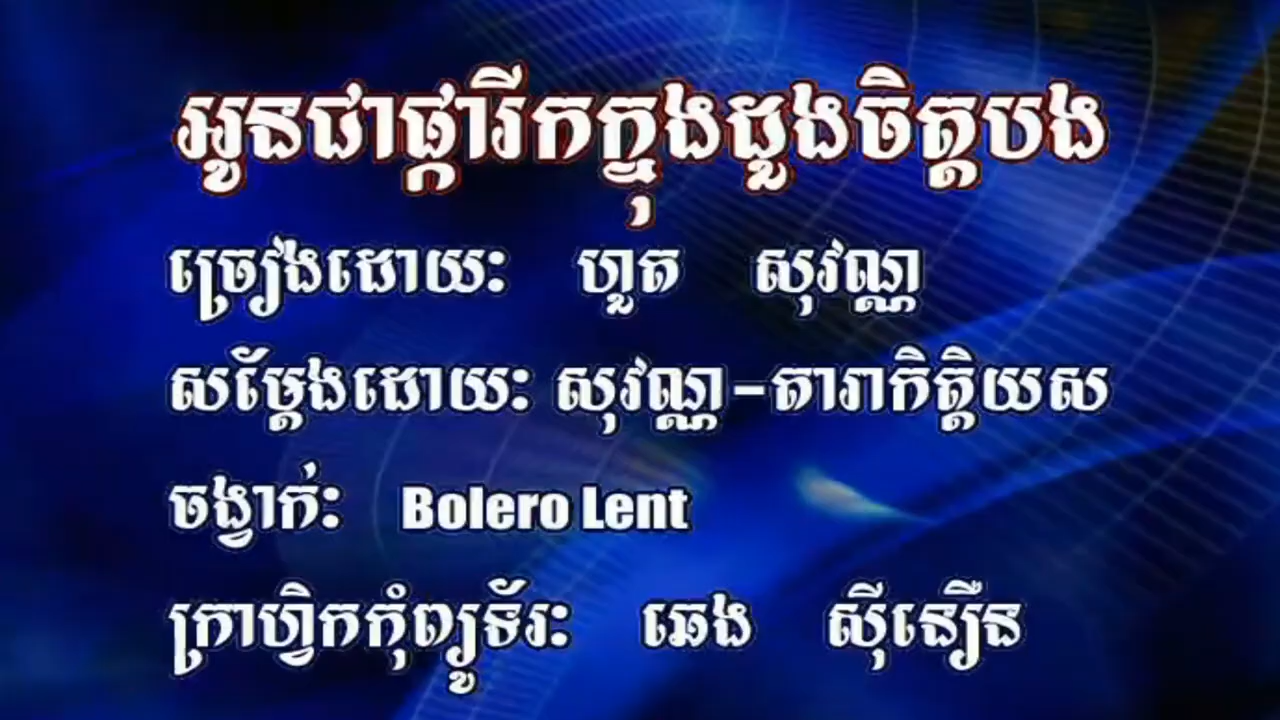 អូនជាផ្ការីកក្នុងដួងចិត្តបង
ច្រៀងដោយៈ ហួត សុវណ្ណ
សម្តែងដោយៈ សុវណ្ណ-តារាកិត្តិយស
ចង្វាក់ៈ Bolero Lent
ក្រាហ្វិកកុំព្យូទ័រៈ ឆេង ស៊ីនឿន